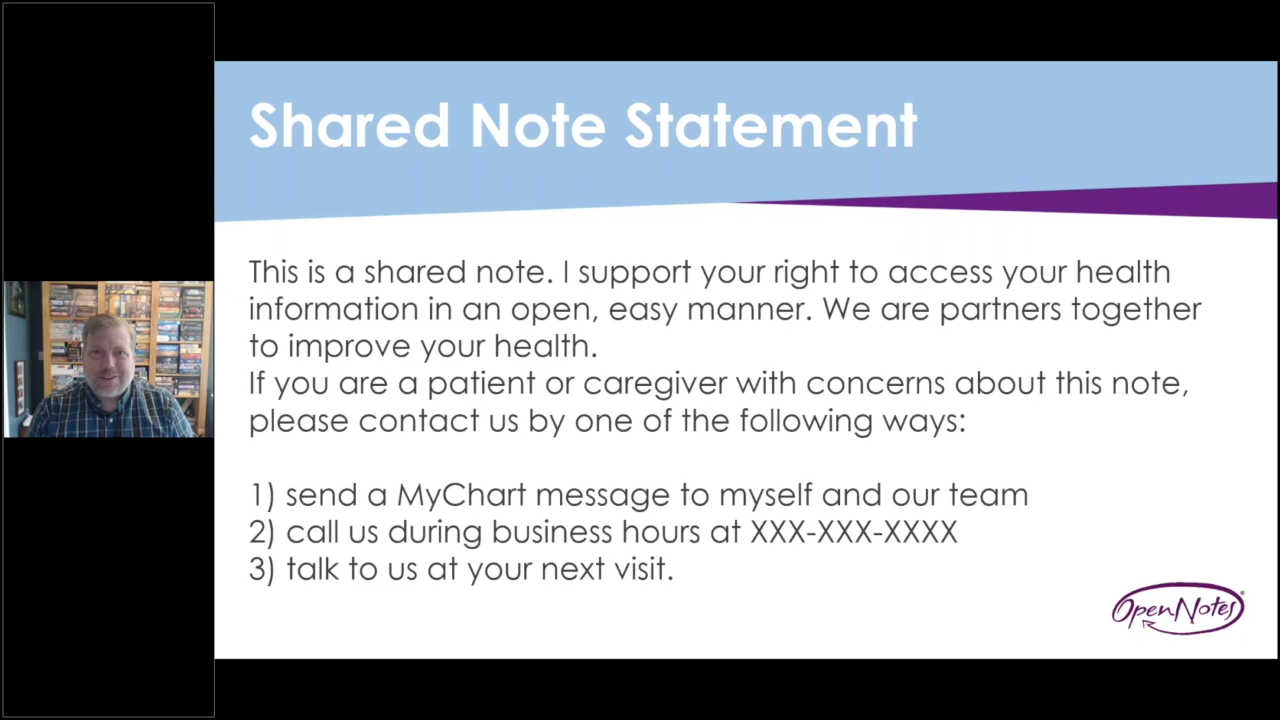 Shared Note Statement
This is a shared note. I support your right to access your health
information in an open, easy manner. We are partners together
to improve your health.
If you are a patient or caregiver with concerns about this note,
please contact us by one of the following ways:
1) send a MyChart message to myself and our team
2) call us during business hours at XXX-XXX-XXXX
3) talk to us at your next visit.
OpenNotes®